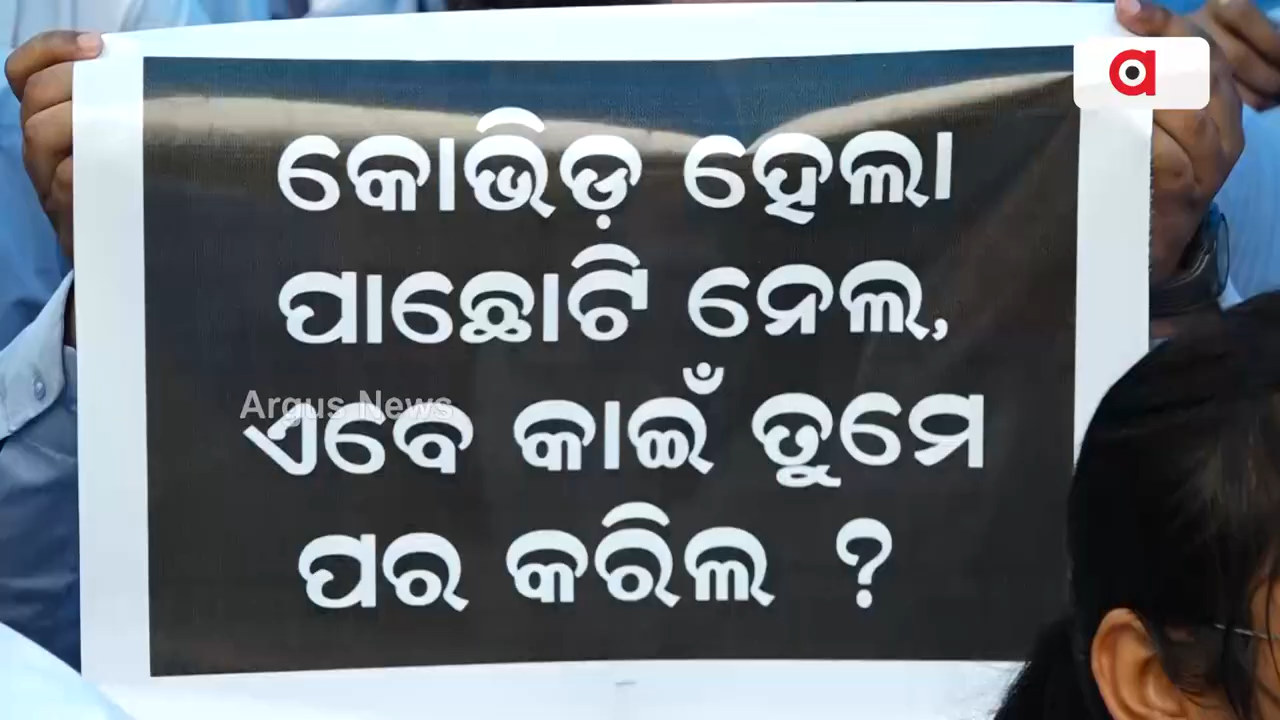 କୋଭିଡ଼ ହେଲା
ପାଛୋଟି ନେଲ,
ଏବେ କାଇଁ ତୁମେ
ପର କରିଲ ?
Argus News
a